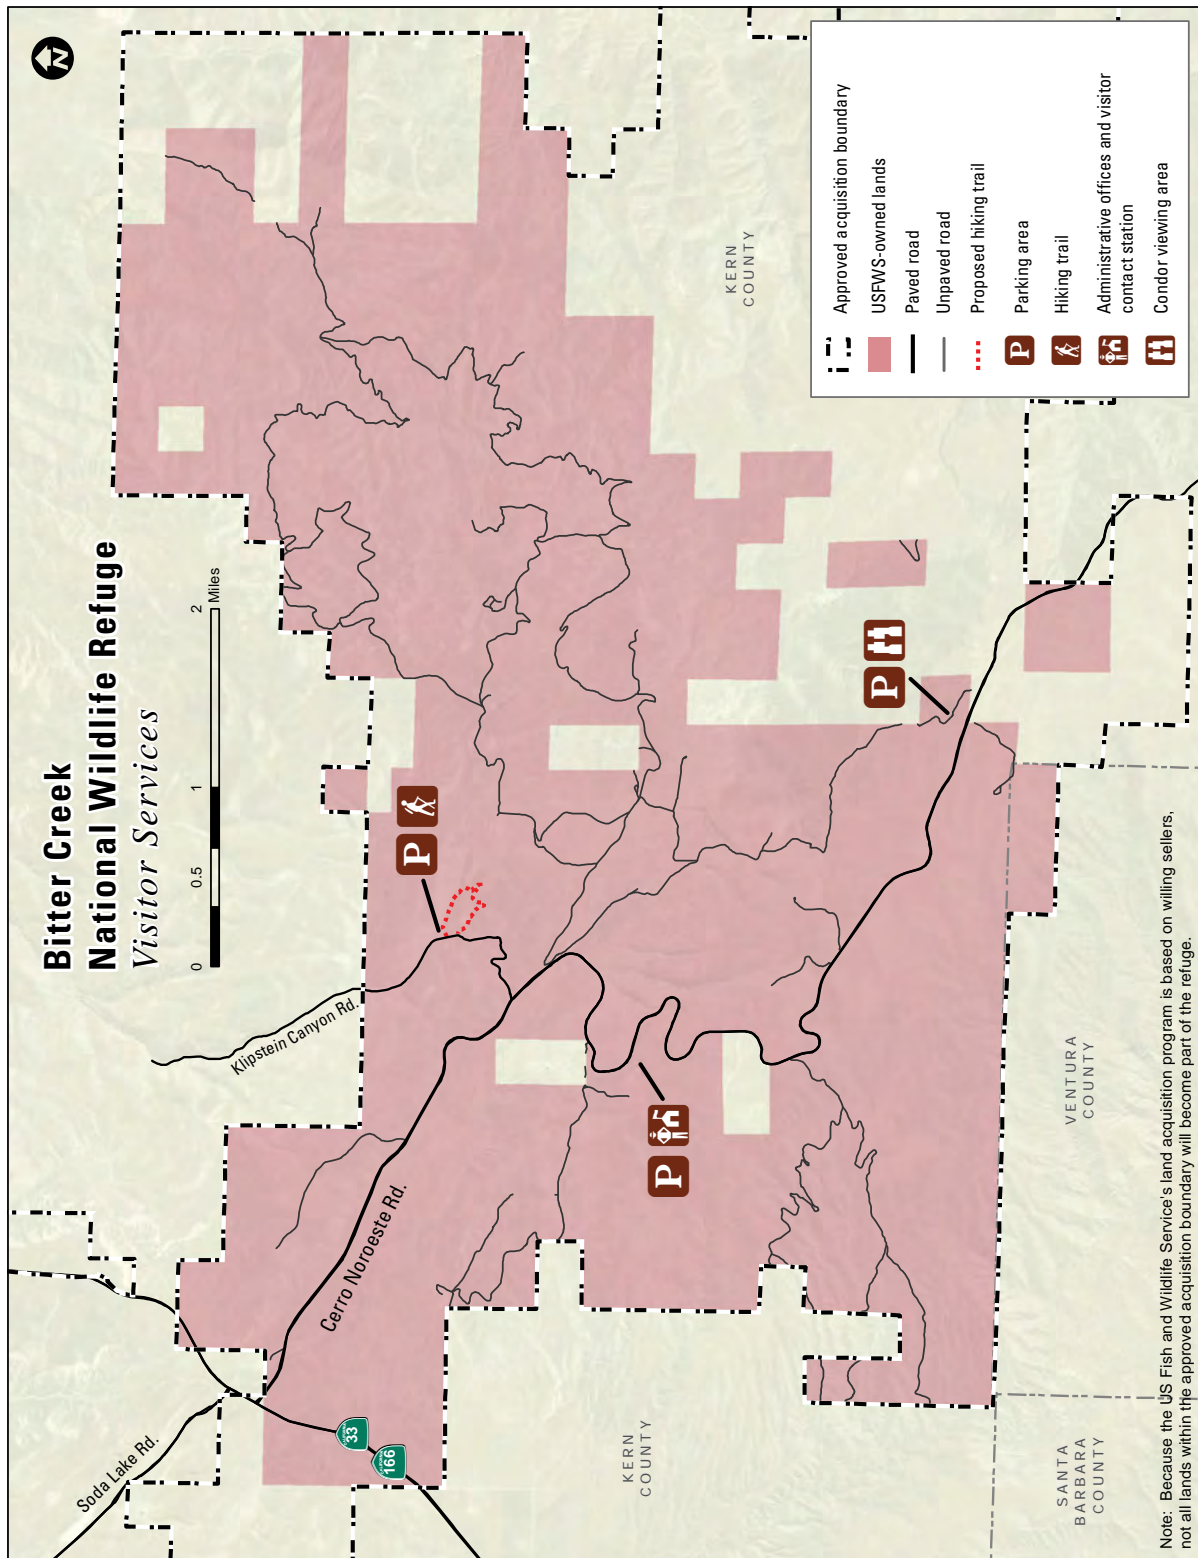 Bitter Creek
National Wildlife Refuge
Visitor Services
0
0.5
1
2
Miles
N
Soda Lake Rd.
Klipstein Canyon Rd.
Cerro Noroeste Rd.
CALIFORNIA
33
CALIFORNIA
166
P
P
P
KERN
COUNTY
KERN
COUNTY
VENTURA
COUNTY
SANTA
BARBARA
COUNTY
Approved acquisition boundary
USFWS-owned lands
Paved road
Unpaved road
Proposed hiking trail
P
Parking area
Hiking trail
Administrative offices and visitor
contact station
Condor viewing area
Note: Because the US Fish and Wildlife Service's land acquisition program is based on willing sellers,
not all lands within the approved acquisition boundary will become part of the refuge.